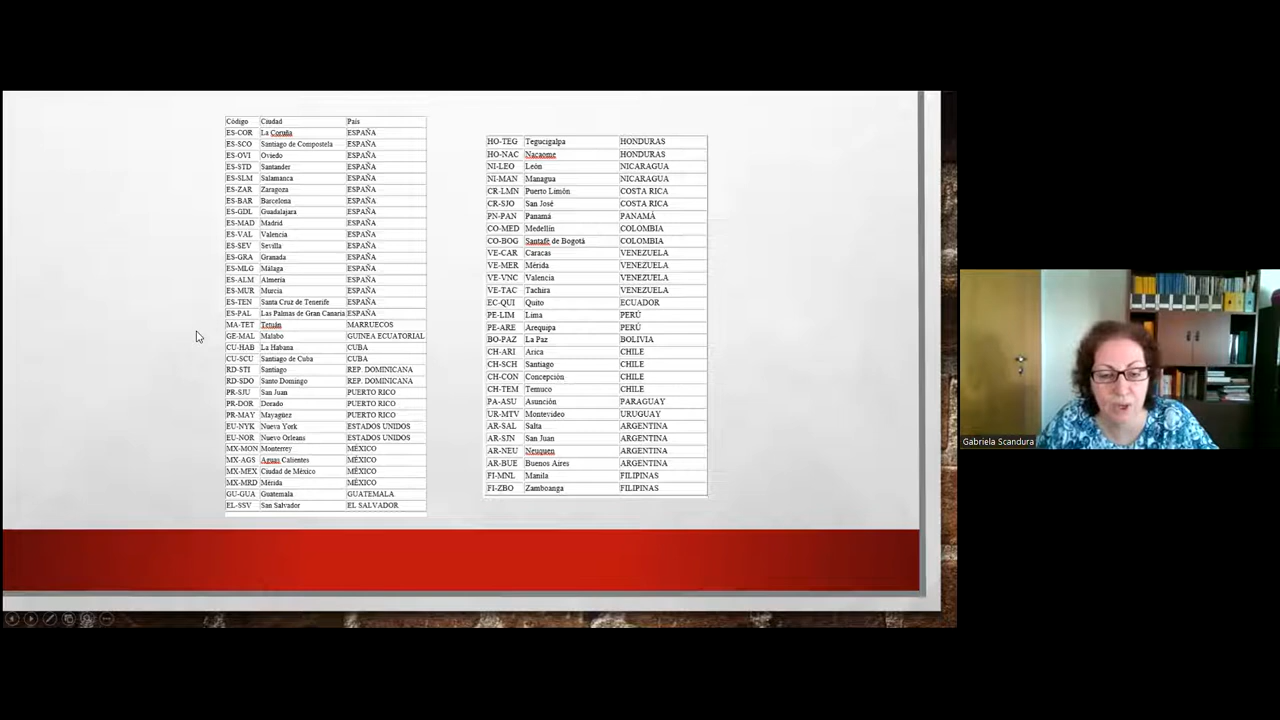 Código Ciudad País
ES-COR La Coruña ESPAÑA
ES-SCO Santiago de Compostela ESPAÑA
ES-OVI Oviedo ESPAÑA
ES-STD Santander ESPAÑA
ES-SLM Salamanca ESPAÑA
ES-ZAR Zaragoza ESPAÑA
ES-BAR Barcelona ESPAÑA
ES-GDL Guadalajara ESPAÑA
ES-MAD Madrid ESPAÑA
ES-VAL Valencia ESPAÑA
ES-SEV Sevilla ESPAÑA
ES-GRA Granada ESPAÑA
ES-MLG Málaga ESPAÑA
ES-ALM Almería ESPAÑA
ES-MUR Murcia ESPAÑA
ES-TEN Santa Cruz de Tenerife ESPAÑA
ES-PAL Las Palmas de Gran Canaria ESPAÑA
MA-TET Tetuán MARRUECOS
GE-MAL Malabo GUINEA ECUATORIAL
CU-HAB La Habana CUBA
CU-SCU Santiago de Cuba CUBA
RD-STI Santiago REP. DOMINICANA
RD-SDO Santo Domingo REP. DOMINICANA
PR-SJU San Juan PUERTO RICO
PR-DOR Dorado PUERTO RICO
PR-MAY Mayagüez PUERTO RICO
EU-NYK Nueva York ESTADOS UNIDOS
EU-NOR Nuevo Orleans ESTADOS UNIDOS
MX-MON Monterrey MÉXICO
MX-AGS Aguas Calientes MÉXICO
MX-MEX Ciudad de México MÉXICO
MX-MRD Mérida MÉXICO
GU-GUA Guatemala GUATEMALA
EL-SSV San Salvador EL SALVADOR
HO-TEG Tegucigalpa HONDURAS
HO-NAC Nacaome HONDURAS
NI-LEO León NICARAGUA
NI-MAN Managua NICARAGUA
CR-LMN Puerto Limón COSTA RICA
CR-SJO San José COSTA RICA
PN-PAN Panamá PANAMÁ
CO-MED Medellín COLOMBIA
CO-BOG Santafé de Bogotá COLOMBIA
VE-CAR Caracas VENEZUELA
VE-MER Mérida VENEZUELA
VE-VNC Valencia VENEZUELA
VE-TAC Tachira VENEZUELA
EC-QUI Quito ECUADOR
PE-LIM Lima PERÚ
PE-ARE Arequipa PERÚ
BO-PAZ La Paz BOLIVIA
CH-ARI Arica CHILE
CH-SCH Santiago CHILE
CH-CON Concepción CHILE
CH-TEM Temuco CHILE
PA-ASU Asunción PARAGUAY
UR-MTV Montevideo URUGUAY
AR-SAL Salta ARGENTINA
AR-SJN San Juan ARGENTINA
AR-NEU Neuquen ARGENTINA
AR-BUE Buenos Aires ARGENTINA
FI-MNL Manila FILIPINAS
FI-ZBO Zamboanga FILIPINAS
Gabriela Scandura